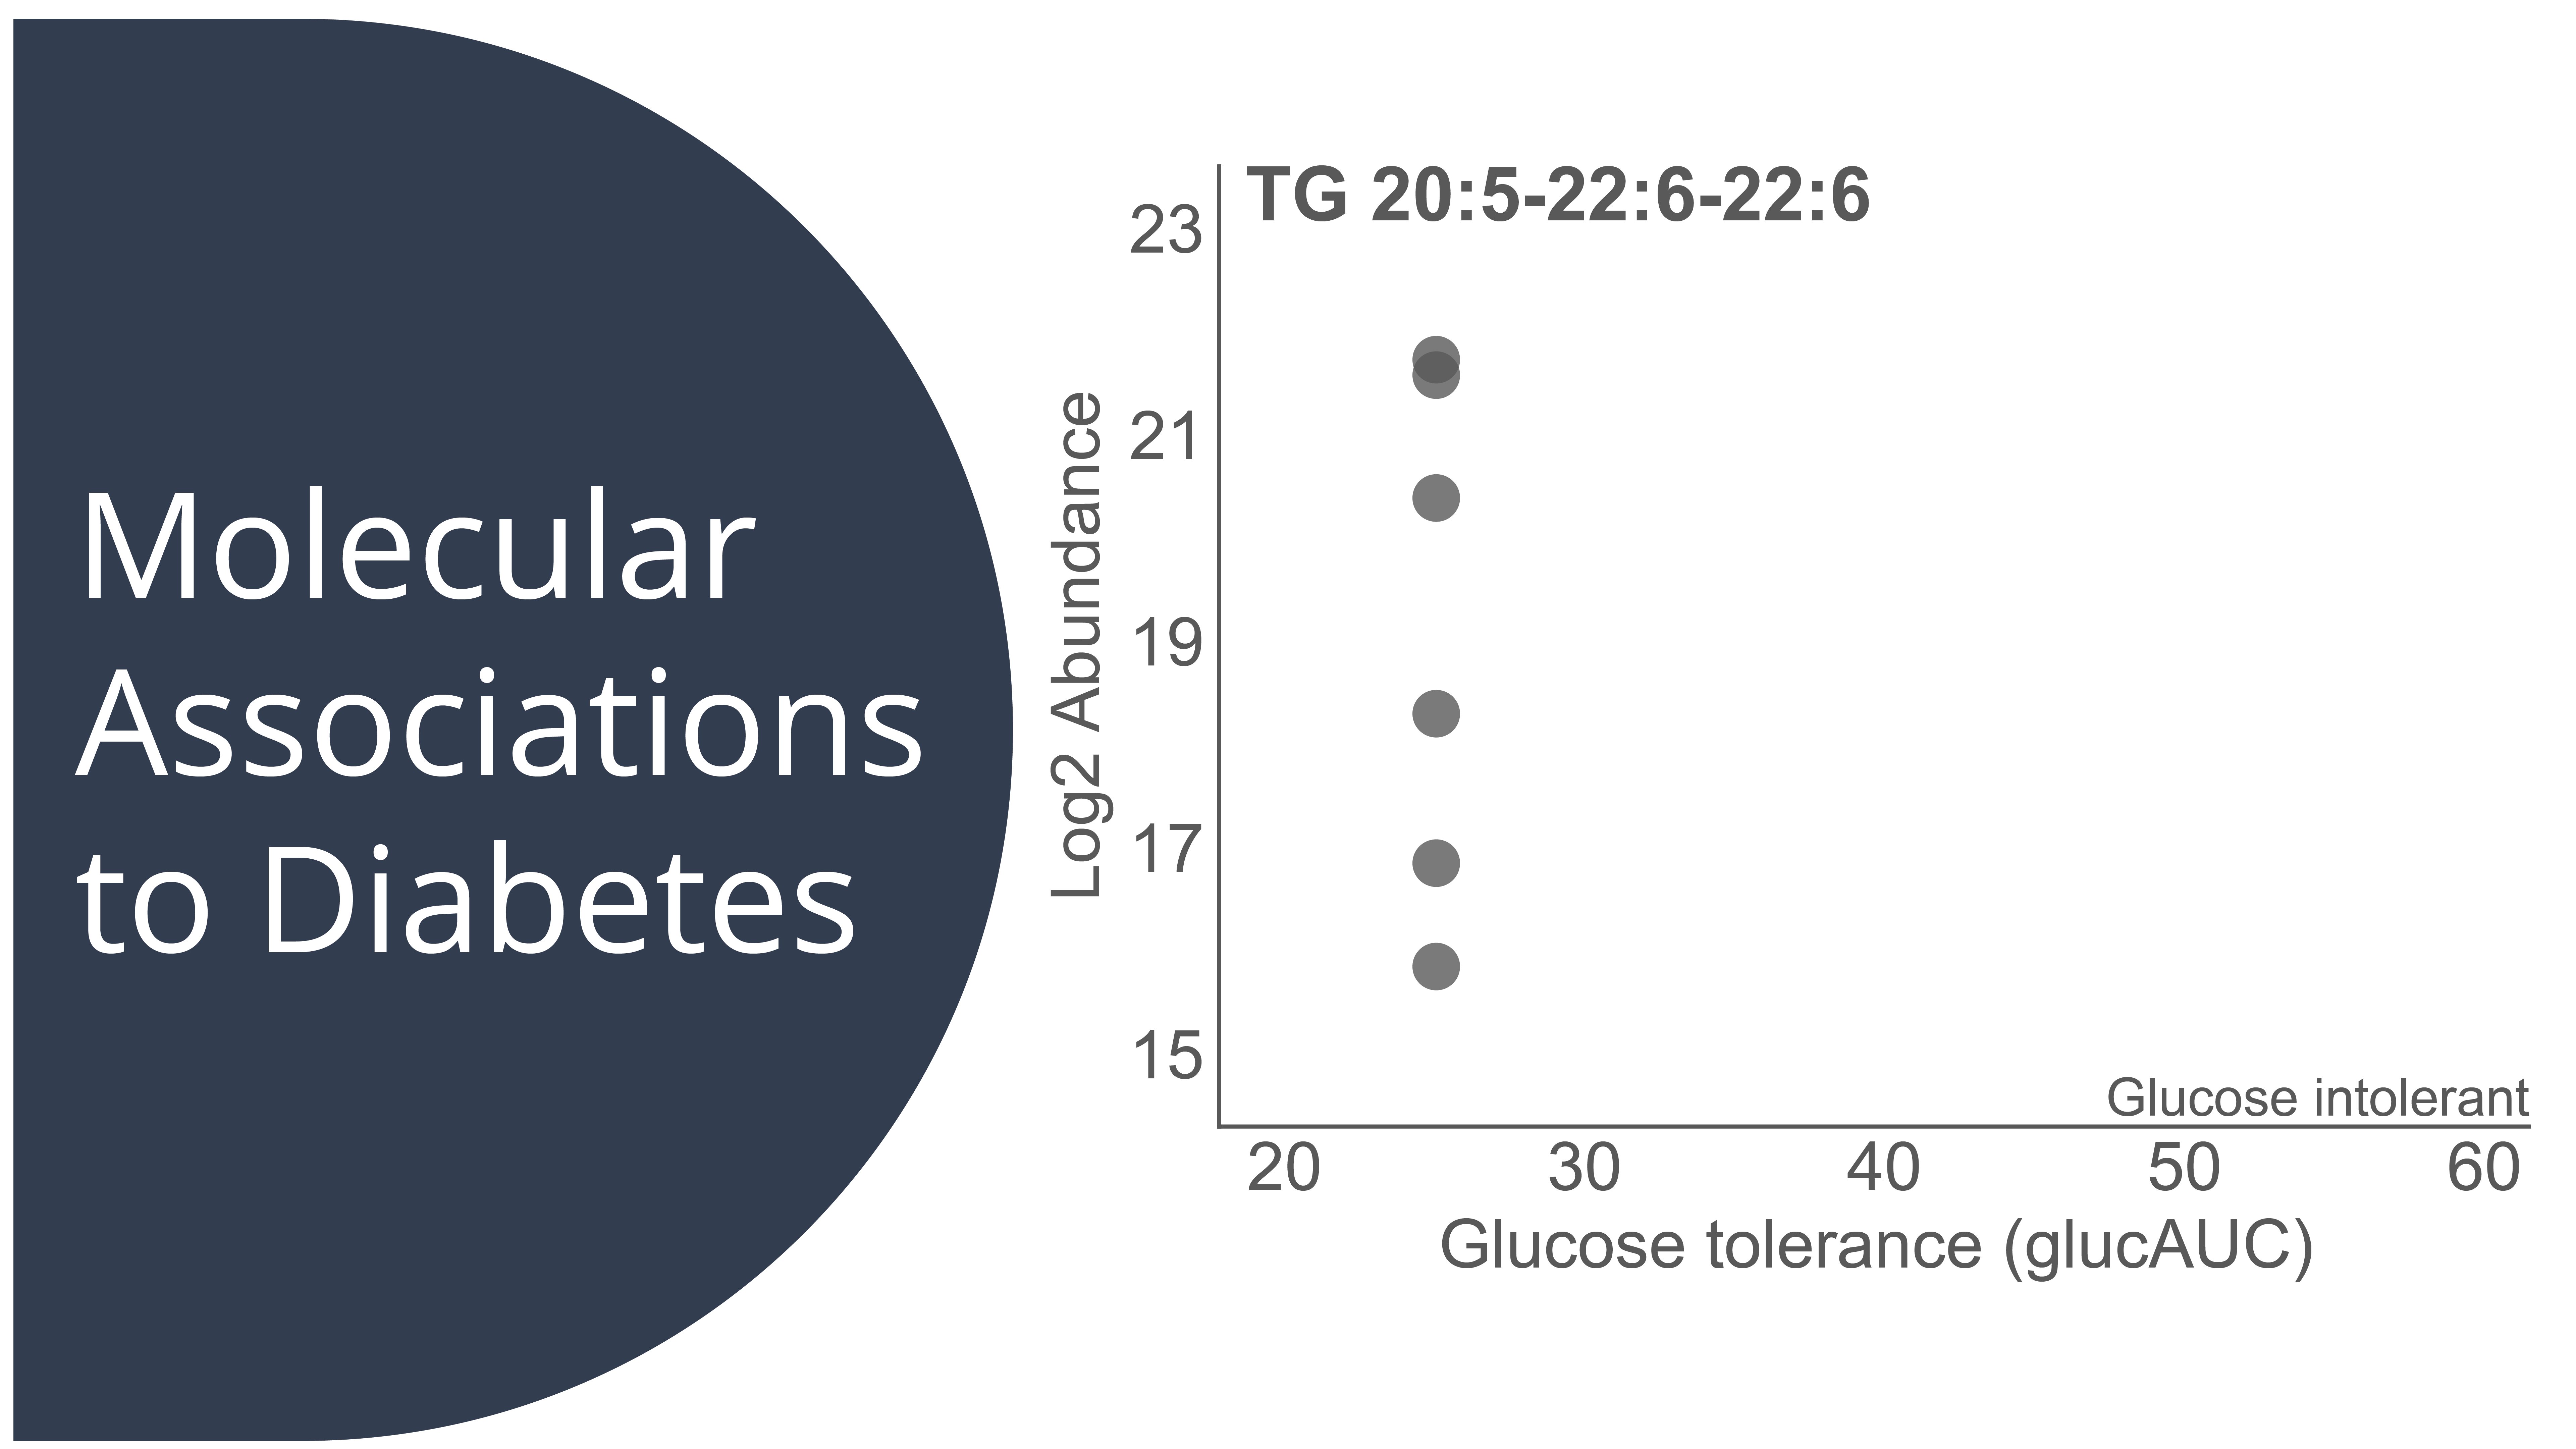 Molecular
Associations
to Diabetes
TG 20:5-22:6-22:6
23
21
19
17
15
Log2 Abundance
Glucose intolerant
20 30 40 50 60
Glucose tolerance (glucAUC)